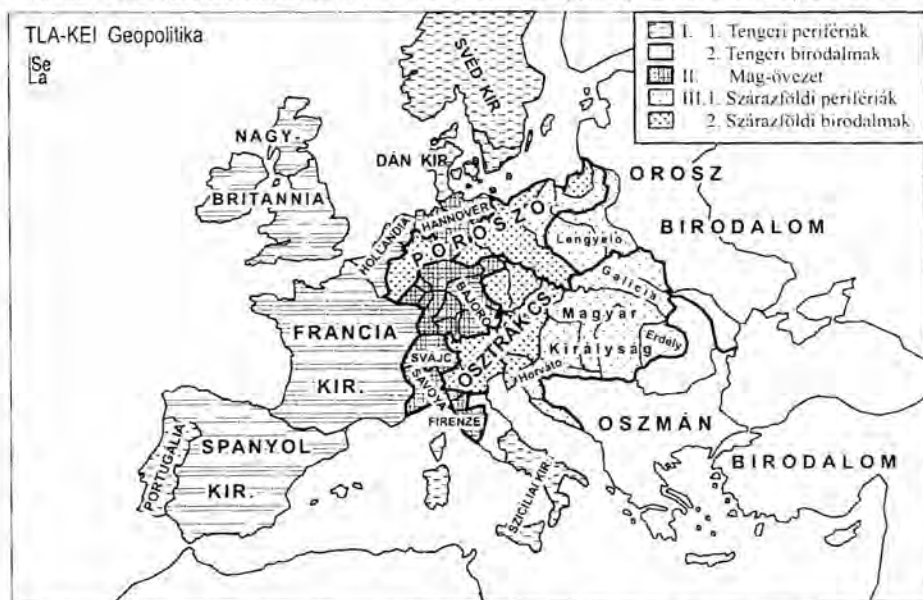 TLA-KEI Geopolitika
Se
La
I. 1. Tengeri perifériák
2. Tengeri birodalmak
II. Mag-övezet
III. 1. Szárazföldi perifériák
2. Szárazföldi birodalmak
SVÉD KIR.
NAGY-
BRITANNIA
DÁN KIR.
OROSZ
BIRODALOM
HOLLANDIA
HANNOVER
POROSZO
Lengyelo.
Galícia
BAJORO.
FRANCIA
KIR.
OSZTRÁK CS.
Magyar
Királyság
Erdély
Horváto.
SVÁJC
SAVOYA
FIRENZE
OSZMÁN
BIRODALOM
PORTUGÁLIA
SPANYOL
KIR.
SZICÍLIAI KIR.